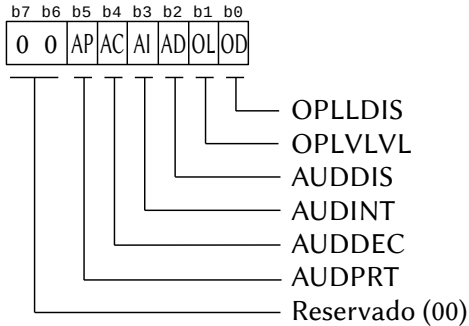 b7 b6 b5 b4 b3 b2 b1 b0
0 0 AP AC AI AD OL OD
OPLLDIS
OPLVLVL
AUDDIS
AUDINT
AUDDEC
AUDPRT
Reservado (00)